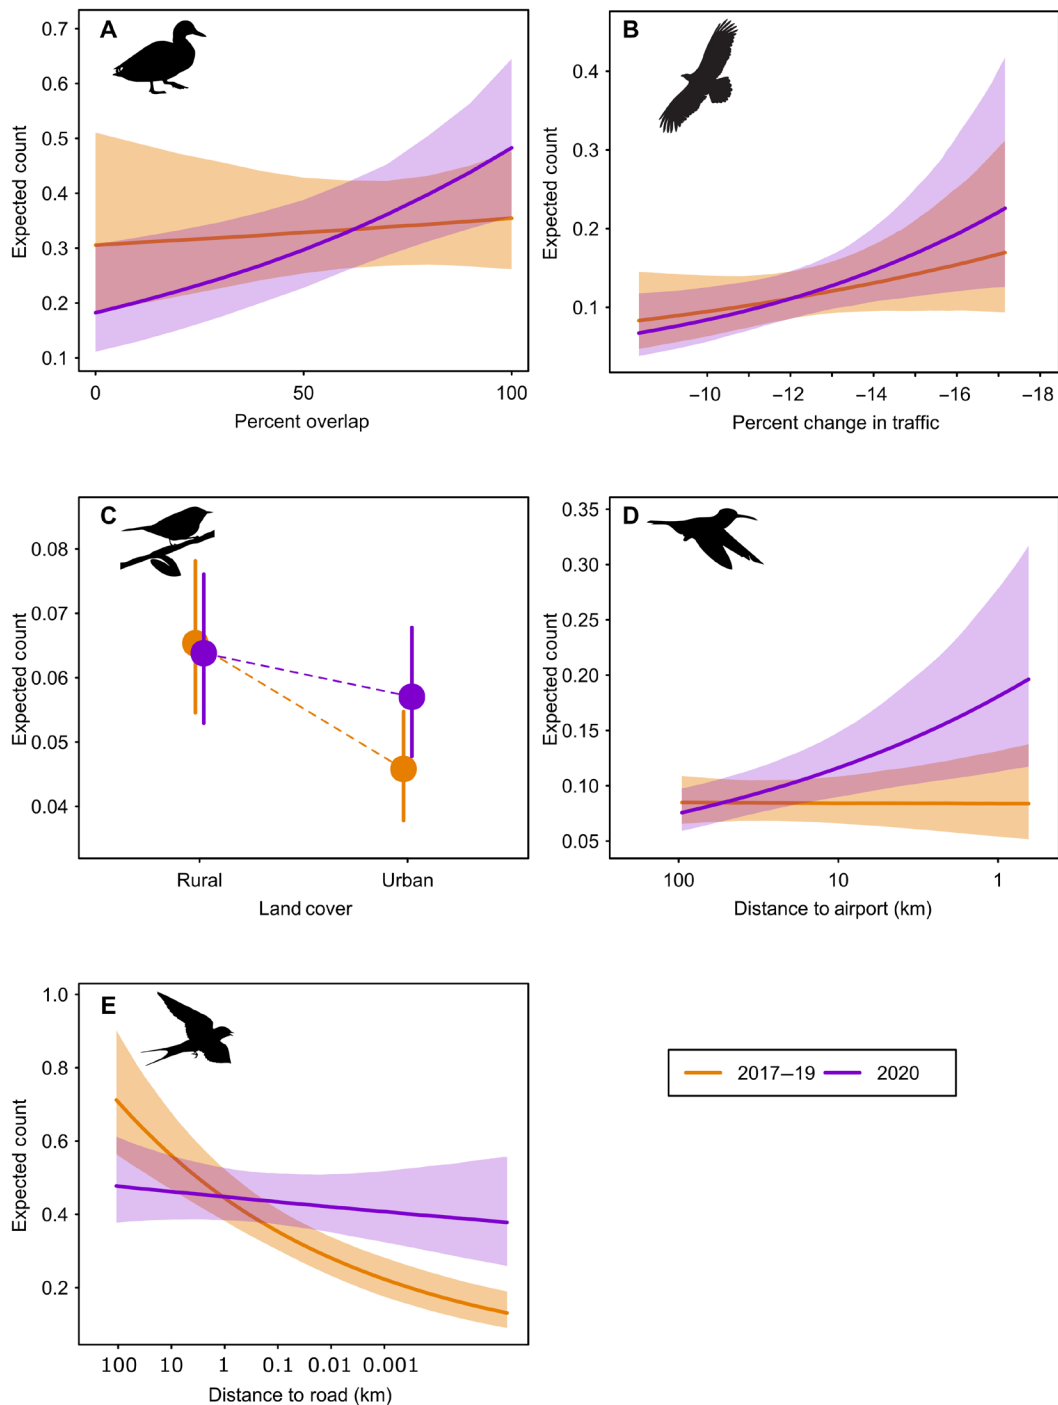 A
Expected count
0.7
0.6
0.5
0.4
0.3
0.2
0.1
0 50 100
Percent overlap
B
Expected count
0.4
0.3
0.2
0.1
−10 −12 −14 −16 −18
Percent change in traffic
C
Expected count
0.08
0.07
0.06
0.05
0.04
Rural Urban
Land cover
D
Expected count
0.35
0.30
0.25
0.20
0.15
0.10
0.05
100 10 1
Distance to airport (km)
E
Expected count
1.0
0.8
0.6
0.4
0.2
100 10 1 0.1 0.01 0.001
Distance to road (km)
2017–19 2020